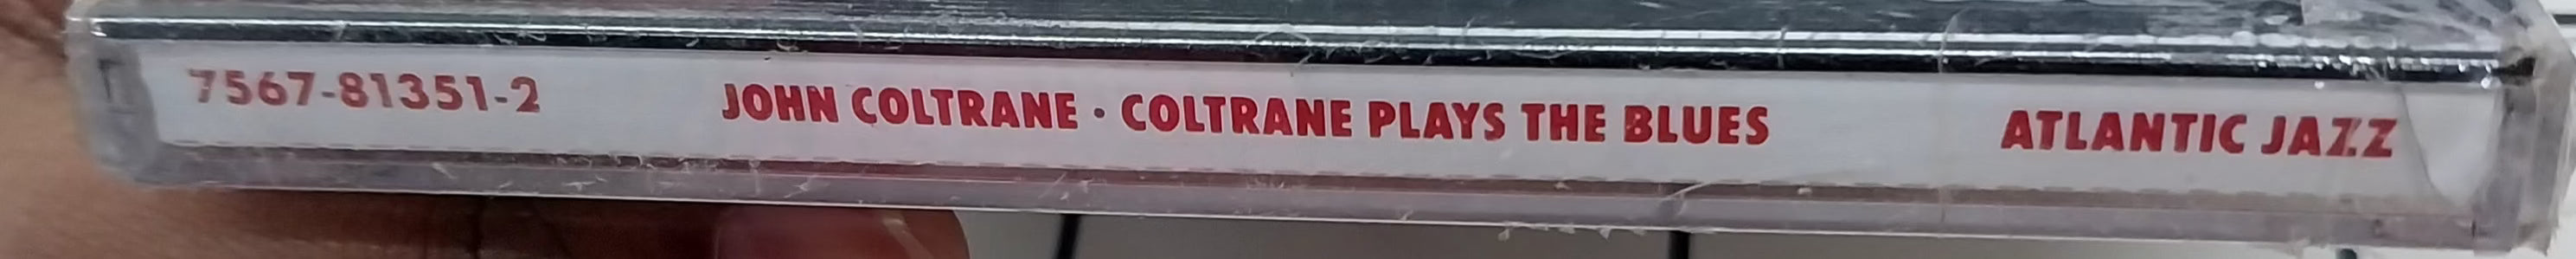 7567-81351-2 JOHN COLTRANE · COLTRANE PLAYS THE BLUES ATLANTIC JAZZ